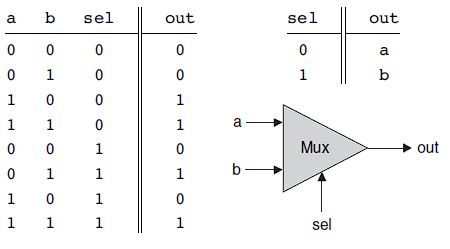 a b sel out
0 0 0 0
0 1 0 0
1 0 0 1
1 1 0 1
0 0 1 0
0 1 1 1
1 0 1 0
1 1 1 1
sel out
0 a
1 b
a
Mux
out
b
sel